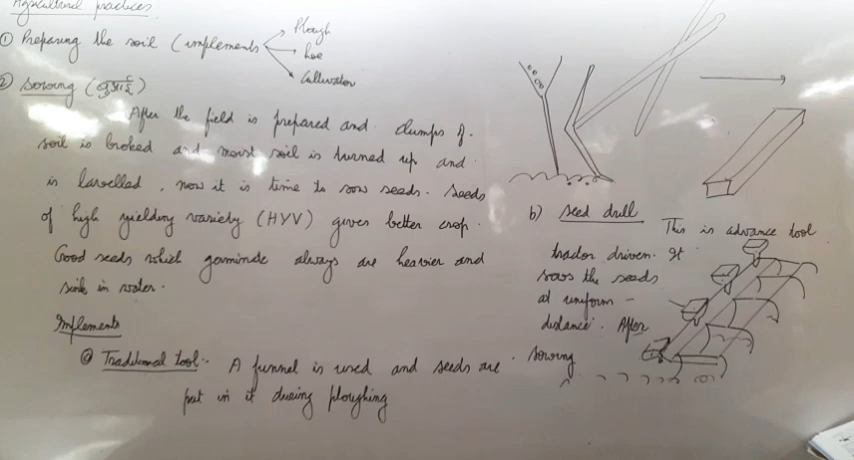 Agricultural practices
① Preparing the soil (implements
Plough
hoe
Cultivator
2) Sowing (बुआई)
After the field is prepared and clumps of
soil is broked and moist soil is turned up and
is lavelled, now it is time to sow seeds. Seeds
of high yielding variety (HYV) gives better crop.
Good seeds which germinate always are heavier and
sink in water.
Implements
@ Traditional tool:- A funnel is used and seeds are
put in it during ploughing
b) Seed drill
This is advance tool
tractor driven. It
sows the seeds
at uniform -
distance. After
sowing